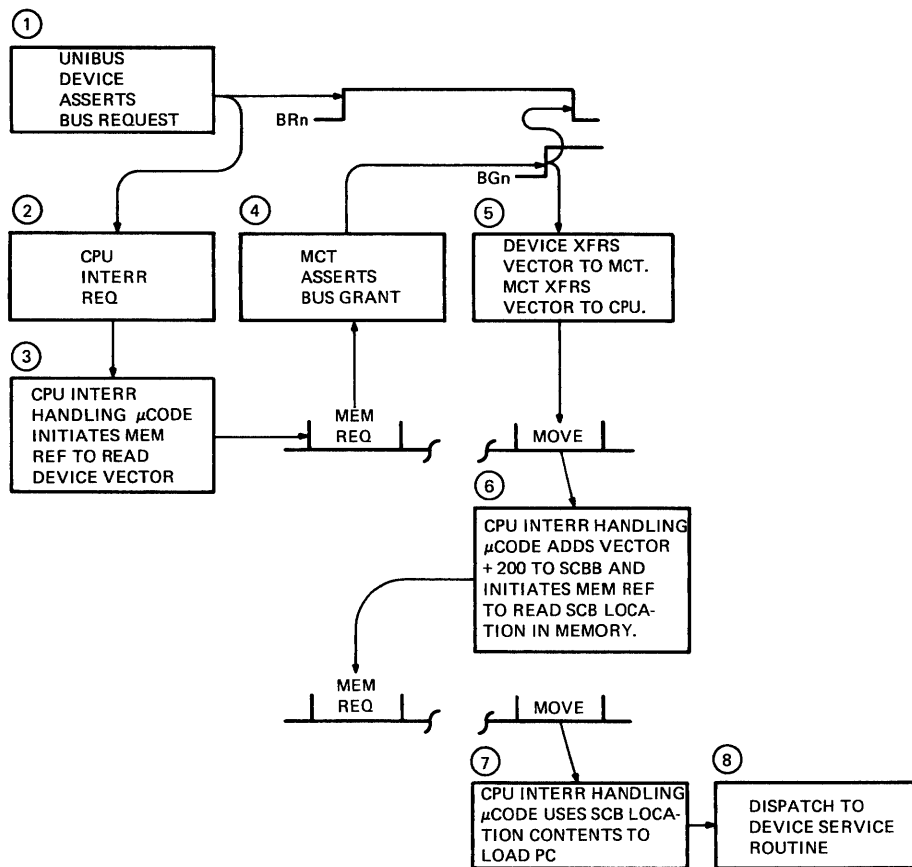 1
UNIBUS
DEVICE
ASSERTS
BUS REQUEST
BRn
BGn
2
CPU
INTERR
REQ
4
MCT
ASSERTS
BUS GRANT
5
DEVICE XFRS
VECTOR TO MCT.
MCT XFRS
VECTOR TO CPU.
3
CPU INTERR
HANDLING μCODE
INITIATES MEM
REF TO READ
DEVICE VECTOR
MEM
REQ
MOVE
6
CPU INTERR HANDLING
μCODE ADDS VECTOR
+ 200 TO SCBB AND
INITIATES MEM REF
TO READ SCB LOCA-
TION IN MEMORY.
MEM
REQ
MOVE
7
CPU INTERR HANDLING
μCODE USES SCB LOCA-
TION CONTENTS TO
LOAD PC
8
DISPATCH TO
DEVICE SERVICE
ROUTINE